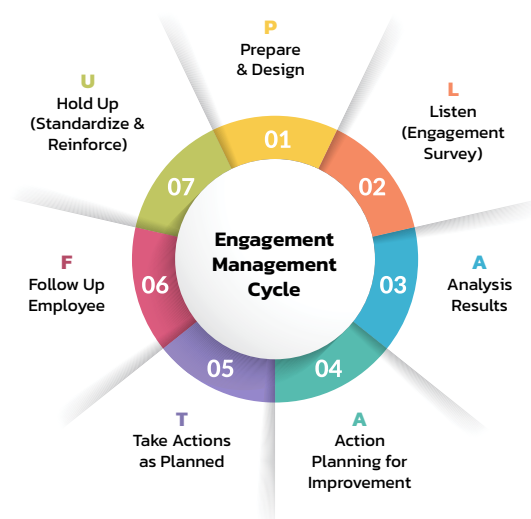 P
Prepare
& Design
01
L
Listen
(Engagement
Survey)
02
A
Analysis
Results
03
A
Action
Planning for
Improvement
04
T
Take Actions
as Planned
05
F
Follow Up
Employee
06
U
Hold Up
(Standardize &
Reinforce)
07
Engagement
Management
Cycle